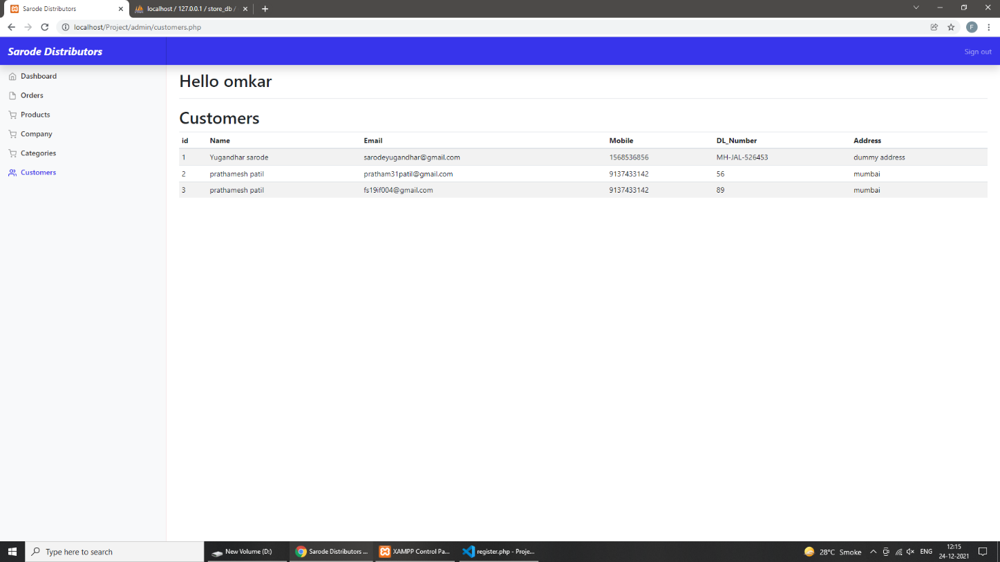 Sarode Distributors
localhost / 127.0.0.1 / store_db /
localhost/Project/admin/customers.php
F
Sarode Distributors
Sign out
Dashboard
Orders
Products
Company
Categories
Customers
Hello omkar
Customers
id Name Email Mobile DL_Number Address
1 Yugandhar sarode sarodeyugandhar@gmail.com 1568536856 MH-JAL-526453 dummy address
2 prathamesh patil pratham31patil@gmail.com 9137433142 56 mumbai
3 prathamesh patil fs19if004@gmail.com 9137433142 89 mumbai
Type here to search
New Volume (D:)
Sarode Distributors ...
XAMPP Control Pa...
register.php - Proje...
28°C Smoke
ENG
12:15
24-12-2021